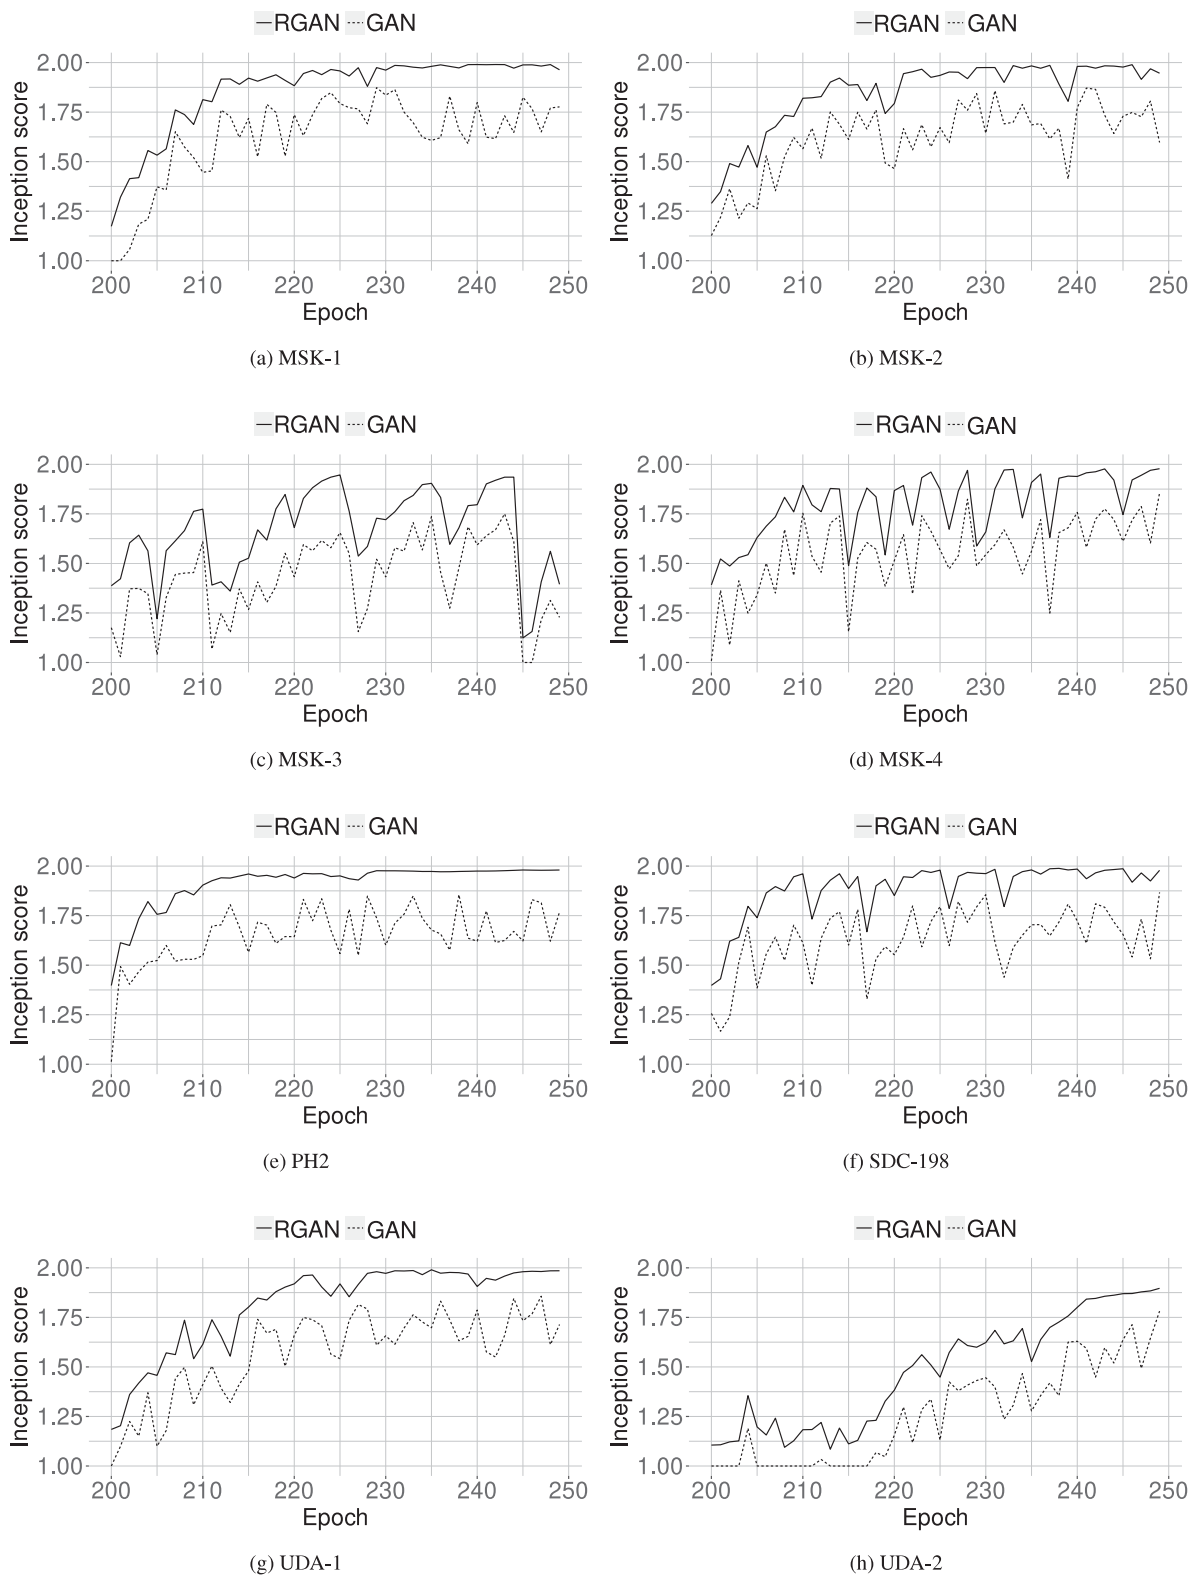 RGAN GAN RGAN GAN
Inception score
2.00
1.75
1.50
1.25
1.00
200 210 220 230 240 250
Epoch
(a) MSK-1
Inception score
2.00
1.75
1.50
1.25
1.00
200 210 220 230 240 250
Epoch
(b) MSK-2
RGAN GAN RGAN GAN
Inception score
2.00
1.75
1.50
1.25
1.00
200 210 220 230 240 250
Epoch
(c) MSK-3
Inception score
2.00
1.75
1.50
1.25
1.00
200 210 220 230 240 250
Epoch
(d) MSK-4
RGAN GAN RGAN GAN
Inception score
2.00
1.75
1.50
1.25
1.00
200 210 220 230 240 250
Epoch
(e) PH2
Inception score
2.00
1.75
1.50
1.25
1.00
200 210 220 230 240 250
Epoch
(f) SDC-198
RGAN GAN RGAN GAN
Inception score
2.00
1.75
1.50
1.25
1.00
200 210 220 230 240 250
Epoch
(g) UDA-1
Inception score
2.00
1.75
1.50
1.25
1.00
200 210 220 230 240 250
Epoch
(h) UDA-2